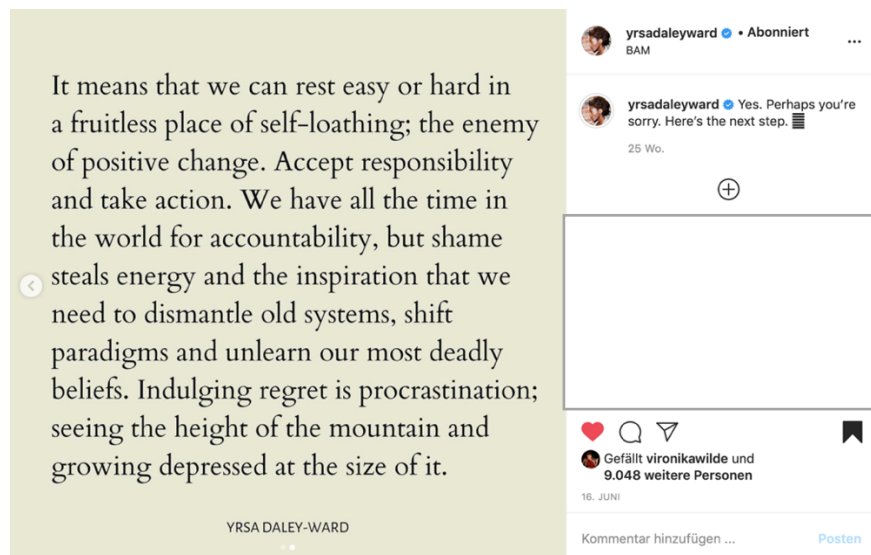 It means that we can rest easy or hard in
a fruitless place of self-loathing; the enemy
of positive change. Accept responsibility
and take action. We have all the time in
the world for accountability, but shame
steals energy and the inspiration that we
need to dismantle old systems, shift
paradigms and unlearn our most deadly
beliefs. Indulging regret is procrastination;
seeing the height of the mountain and
growing depressed at the size of it.
YRSA DALEY-WARD
yrsadaleyward • Abonniert
BAM
yrsadaleyward Yes. Perhaps you're
sorry. Here's the next step.
25 Wo.
Gefällt vironikawilde und
9.048 weitere Personen
16. JUNI
Kommentar hinzufügen ...
Posten